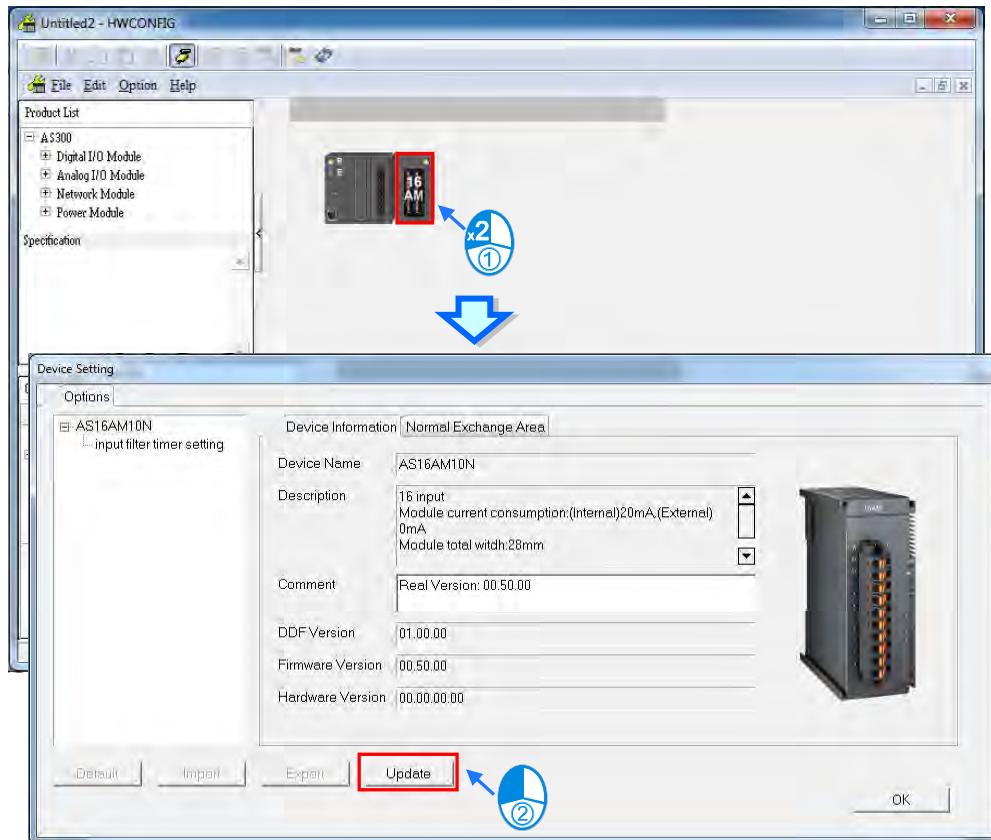 Untitled2 - HWCONFIG
File Edit Option Help
Product List
AS300
Digital I/O Module
Analog I/O Module
Network Module
Power Module
Specification
16
AM
x2
1
Device Setting
Options
AS16AM10N
input filter timer setting
Device Information Normal Exchange Area
Device Name AS16AM10N
Description 16 input
Module current consumption:(Internal)20mA,(External)
0mA
Module total witdh:28mm
Comment Real Version: 00.50.00
DDF Version 01.00.00
Firmware Version 00.50.00
Hardware Version 00.00.00.00
Default Import Export Update
2
OK